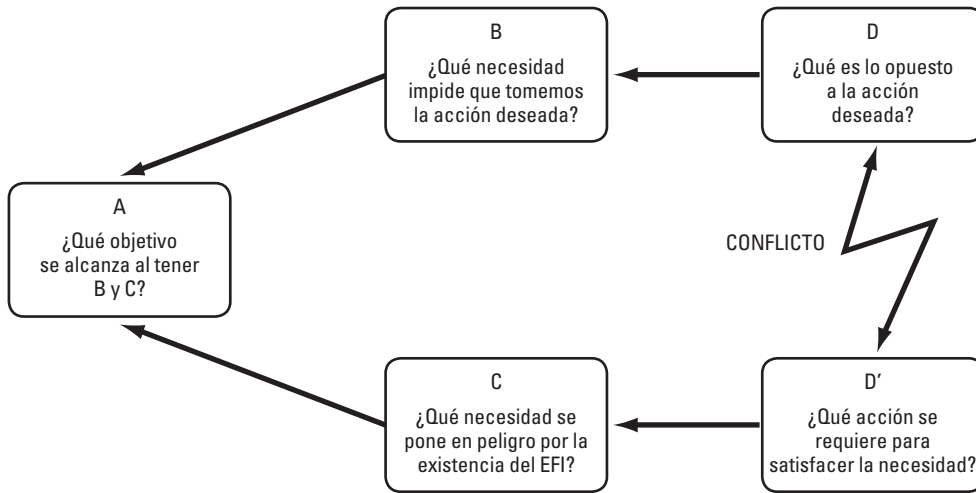 B
¿Qué necesidad
impide que tomemos
la acción deseada?
D
¿Qué es lo opuesto
a la acción
deseada?
A
¿Qué objetivo
se alcanza al tener
B y C?
CONFLICTO
C
¿Qué necesidad se
pone en peligro por la
existencia del EFI?
D′
¿Qué acción se
requiere para
satisfacer la necesidad?